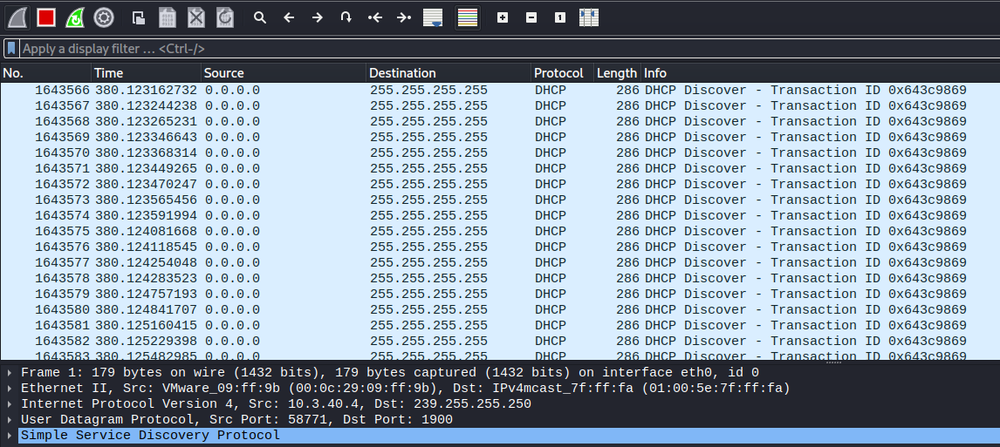 Apply a display filter … <Ctrl-/>
No. Time Source Destination Protocol Length Info
1643566 380.123162732 0.0.0.0 255.255.255.255 DHCP 286 DHCP Discover - Transaction ID 0x643c9869
1643567 380.123244238 0.0.0.0 255.255.255.255 DHCP 286 DHCP Discover - Transaction ID 0x643c9869
1643568 380.123265231 0.0.0.0 255.255.255.255 DHCP 286 DHCP Discover - Transaction ID 0x643c9869
1643569 380.123346643 0.0.0.0 255.255.255.255 DHCP 286 DHCP Discover - Transaction ID 0x643c9869
1643570 380.123368314 0.0.0.0 255.255.255.255 DHCP 286 DHCP Discover - Transaction ID 0x643c9869
1643571 380.123449265 0.0.0.0 255.255.255.255 DHCP 286 DHCP Discover - Transaction ID 0x643c9869
1643572 380.123470247 0.0.0.0 255.255.255.255 DHCP 286 DHCP Discover - Transaction ID 0x643c9869
1643573 380.123565456 0.0.0.0 255.255.255.255 DHCP 286 DHCP Discover - Transaction ID 0x643c9869
1643574 380.123591994 0.0.0.0 255.255.255.255 DHCP 286 DHCP Discover - Transaction ID 0x643c9869
1643575 380.124081668 0.0.0.0 255.255.255.255 DHCP 286 DHCP Discover - Transaction ID 0x643c9869
1643576 380.124118545 0.0.0.0 255.255.255.255 DHCP 286 DHCP Discover - Transaction ID 0x643c9869
1643577 380.124254048 0.0.0.0 255.255.255.255 DHCP 286 DHCP Discover - Transaction ID 0x643c9869
1643578 380.124283523 0.0.0.0 255.255.255.255 DHCP 286 DHCP Discover - Transaction ID 0x643c9869
1643579 380.124757193 0.0.0.0 255.255.255.255 DHCP 286 DHCP Discover - Transaction ID 0x643c9869
1643580 380.124841707 0.0.0.0 255.255.255.255 DHCP 286 DHCP Discover - Transaction ID 0x643c9869
1643581 380.125160415 0.0.0.0 255.255.255.255 DHCP 286 DHCP Discover - Transaction ID 0x643c9869
1643582 380.125229398 0.0.0.0 255.255.255.255 DHCP 286 DHCP Discover - Transaction ID 0x643c9869
1643583 380.125482985 0.0.0.0 255.255.255.255 DHCP 286 DHCP Discover - Transaction ID 0x643c9869
Frame 1: 179 bytes on wire (1432 bits), 179 bytes captured (1432 bits) on interface eth0, id 0
Ethernet II, Src: VMware_09:ff:9b (00:0c:29:09:ff:9b), Dst: IPv4mcast_7f:ff:fa (01:00:5e:7f:ff:fa)
Internet Protocol Version 4, Src: 10.3.40.4, Dst: 239.255.255.250
User Datagram Protocol, Src Port: 58771, Dst Port: 1900
Simple Service Discovery Protocol